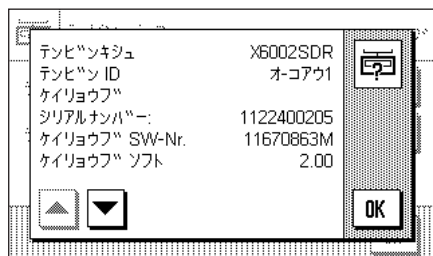 テンビンキシュ X6002SDR
テンビン ID オーコアウ1
ケイリョウブ
シリアルナンバー: 1122400205
ケイリョウブ SW-Nr. 11670863M
ケイリョウブ ソフト 2.00
OK